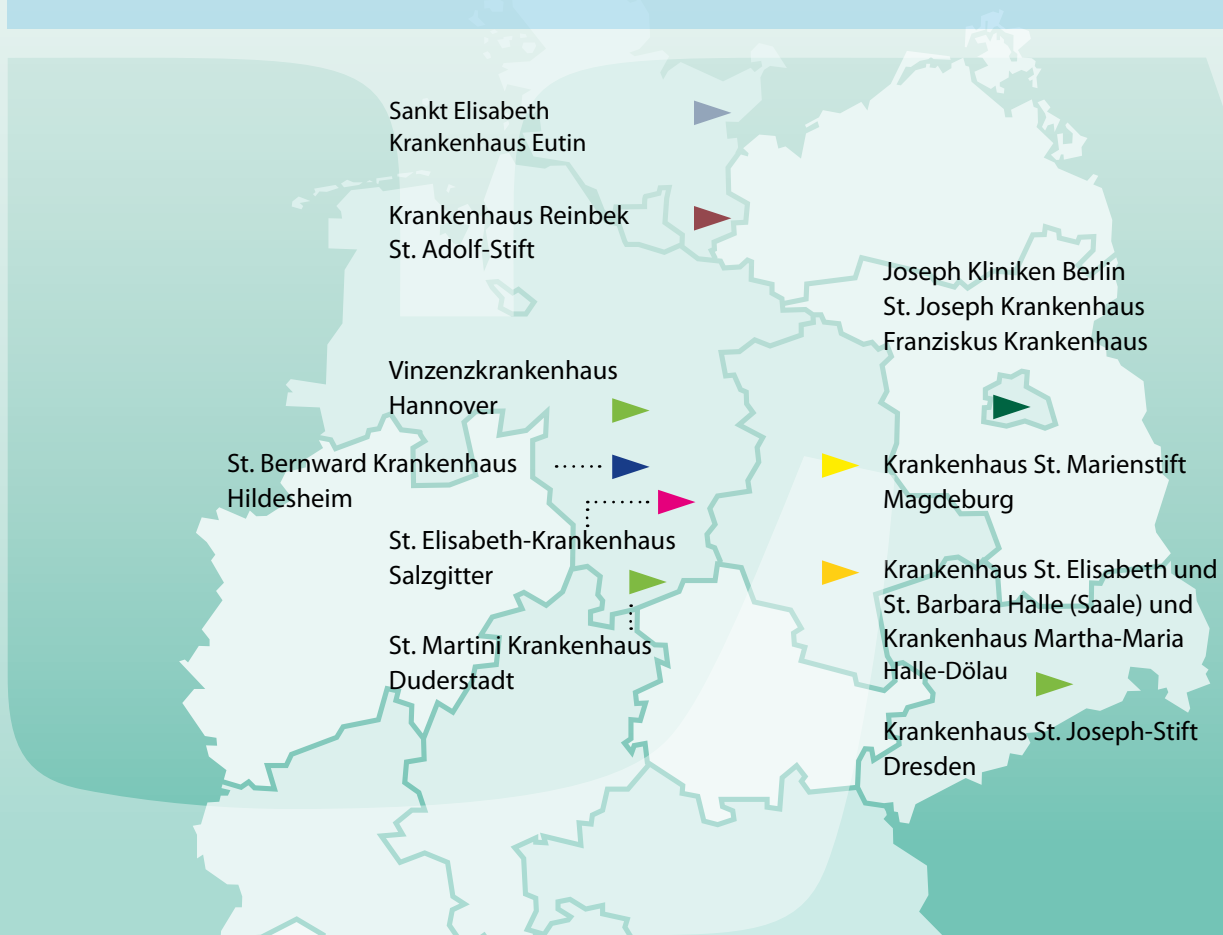 Sankt Elisabeth
Krankenhaus Eutin
Krankenhaus Reinbek
St. Adolf-Stift
Joseph Kliniken Berlin
St. Joseph Krankenhaus
Franziskus Krankenhaus
Vinzenzkrankenhaus
Hannover
St. Bernward Krankenhaus
Hildesheim
Krankenhaus St. Marienstift
Magdeburg
St. Elisabeth-Krankenhaus
Salzgitter
Krankenhaus St. Elisabeth und
St. Barbara Halle (Saale) und
Krankenhaus Martha-Maria
Halle-Dölau
St. Martini Krankenhaus
Duderstadt
Krankenhaus St. Joseph-Stift
Dresden